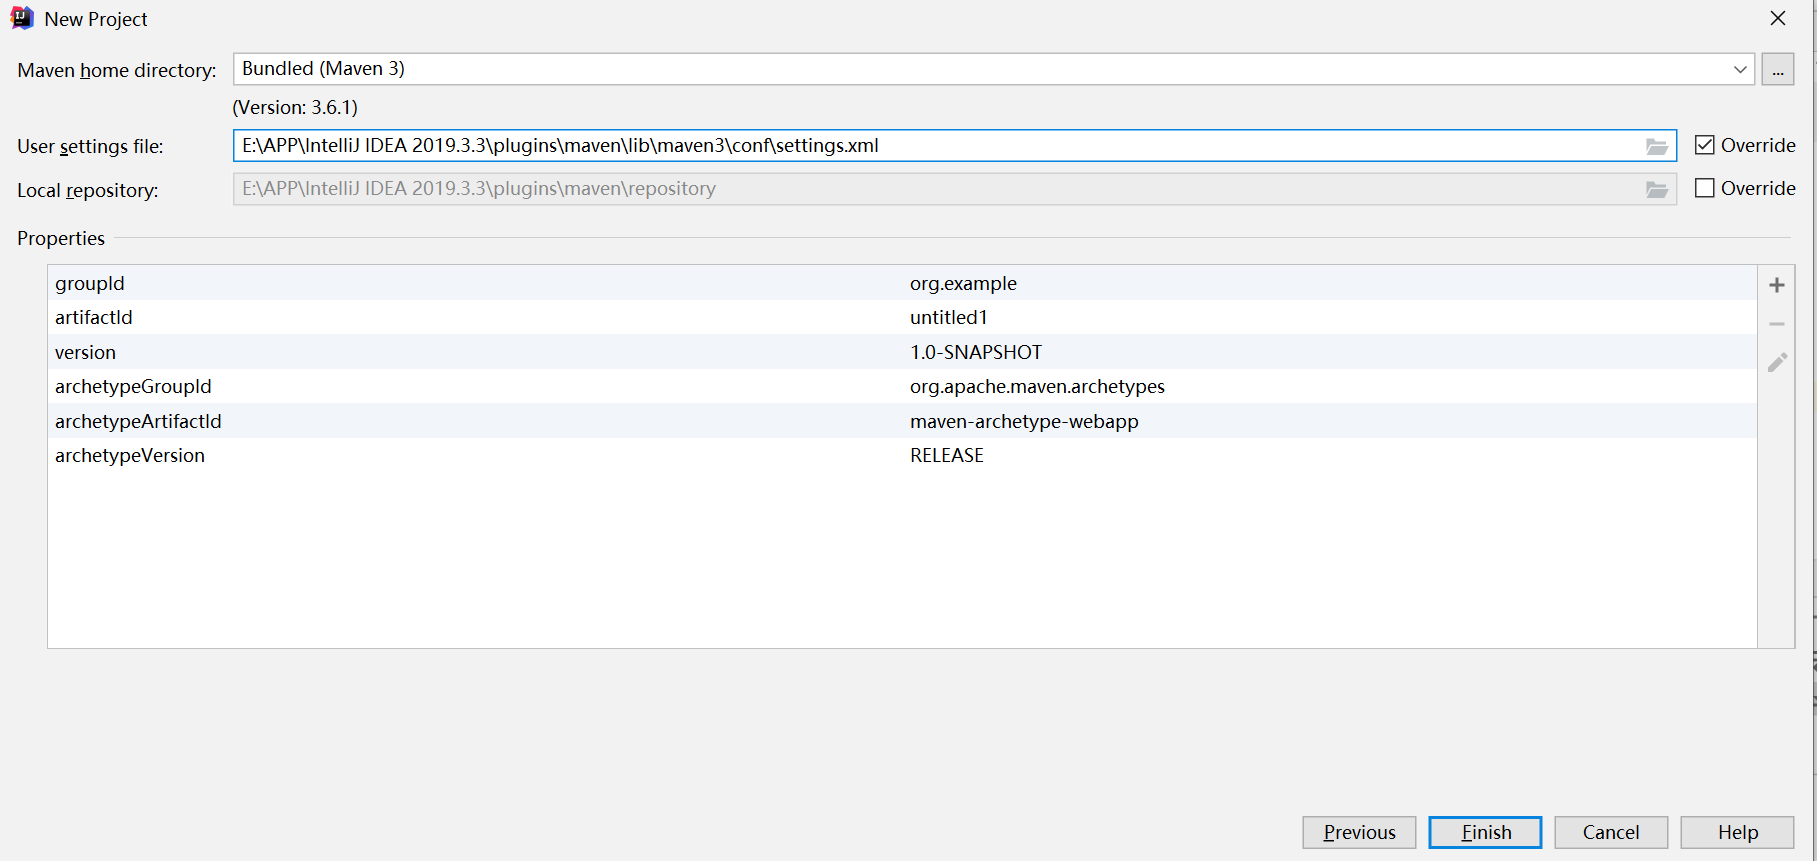 New Project
Maven home directory: Bundled (Maven 3) ...
(Version: 3.6.1)
User settings file: E:\APP\IntelliJ IDEA 2019.3.3\plugins\maven\lib\maven3\conf\settings.xml Override
Local repository: E:\APP\IntelliJ IDEA 2019.3.3\plugins\maven\repository Override
Properties
groupId org.example
artifactId untitled1
version 1.0-SNAPSHOT
archetypeGroupId org.apache.maven.archetypes
archetypeArtifactId maven-archetype-webapp
archetypeVersion RELEASE
Previous Finish Cancel Help